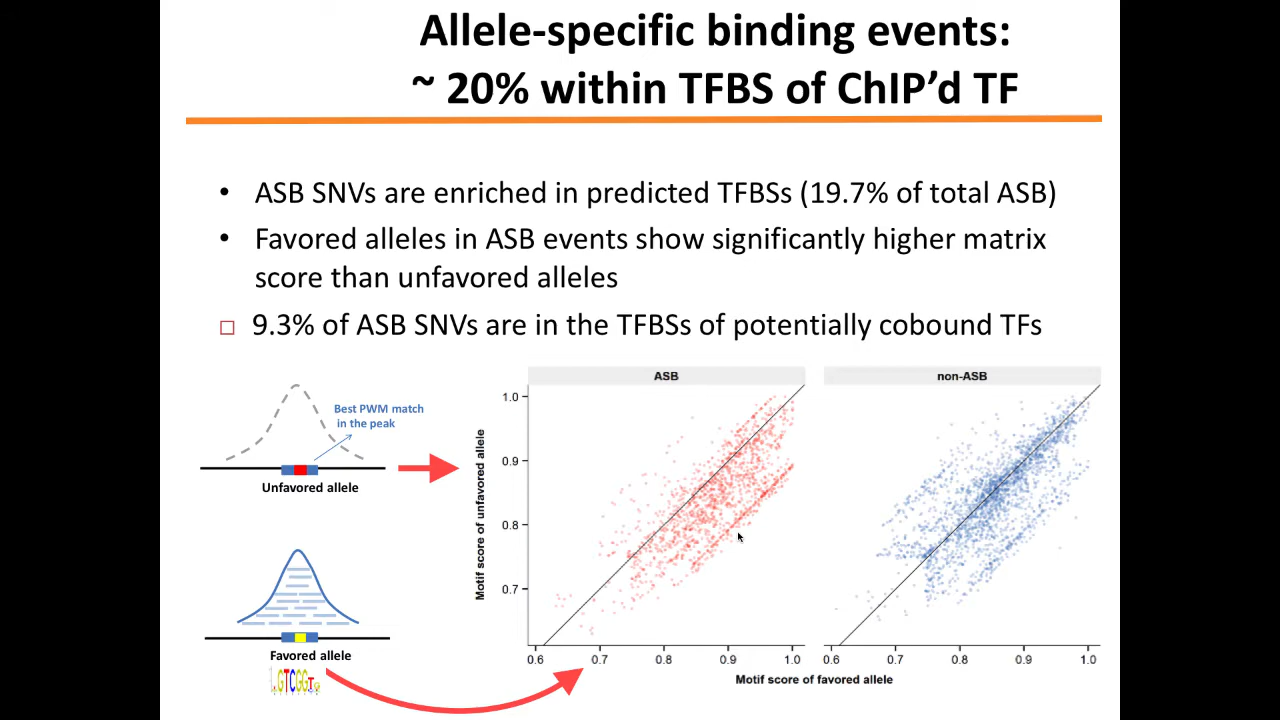 Allele-specific binding events:
~ 20% within TFBS of ChIP’d TF
• ASB SNVs are enriched in predicted TFBSs (19.7% of total ASB)
• Favored alleles in ASB events show significantly higher matrix
score than unfavored alleles
□ 9.3% of ASB SNVs are in the TFBSs of potentially cobound TFs
Best PWM match
in the peak
Unfavored allele
Favored allele
GTCGG
ASB
non-ASB
Motif score of unfavored allele
1.0
0.9
0.8
0.7
0.6 0.7 0.8 0.9 1.0
0.6 0.7 0.8 0.9 1.0
Motif score of favored allele